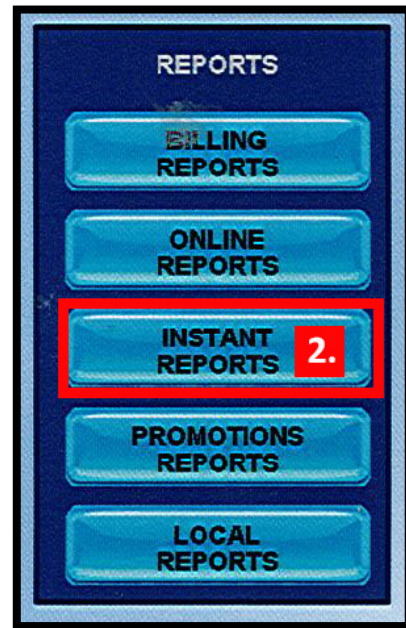 REPORTS
BILLING
REPORTS
ONLINE
REPORTS
INSTANT
REPORTS
2.
PROMOTIONS
REPORTS
LOCAL
REPORTS